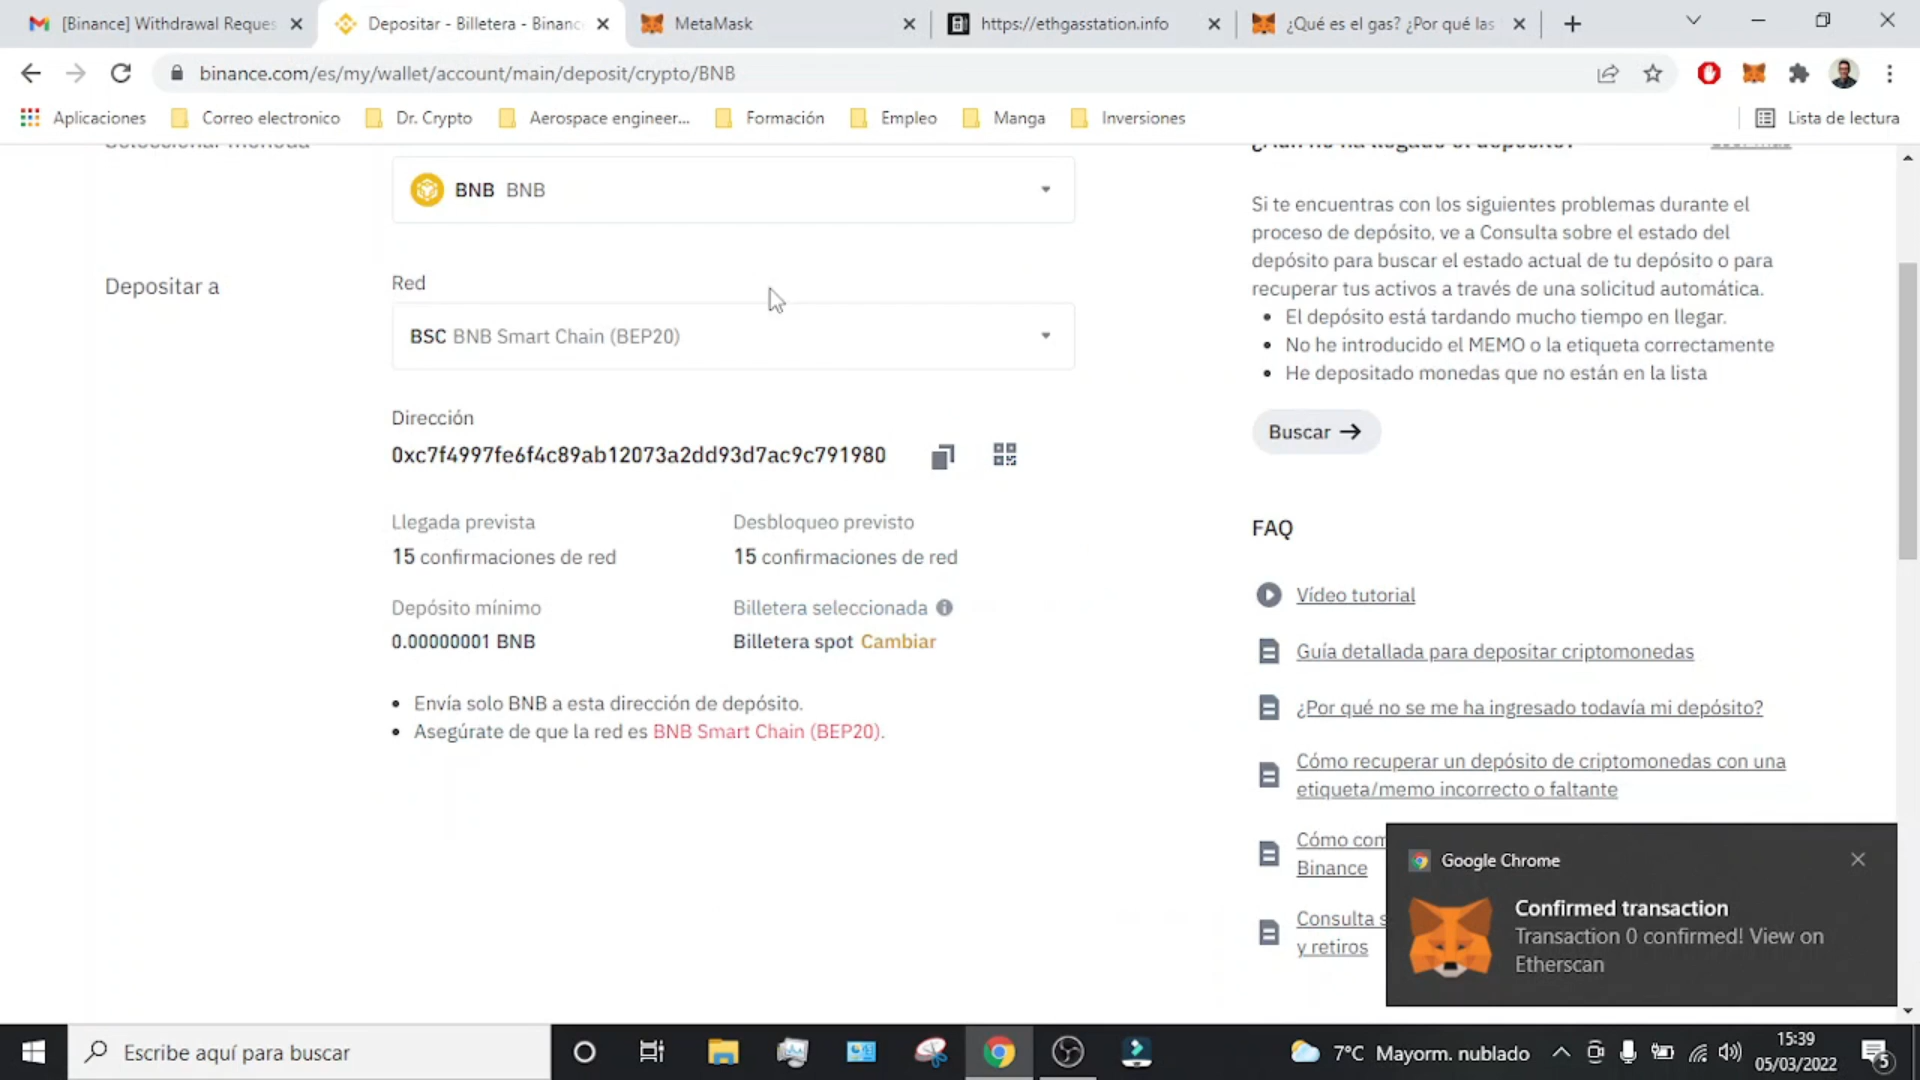 [Binance] Withdrawal Reques
Depositar - Billetera - Binanc
MetaMask
https://ethgasstation.info
¿Qué es el gas? ¿Por qué las
binance.com/es/my/wallet/account/main/deposit/crypto/BNB
Aplicaciones
Correo electronico
Dr. Crypto
Aerospace engineer...
Formación
Empleo
Manga
Inversiones
Lista de lectura
Seleccionar moneda
BNB BNB
Depositar a
Red
BSC BNB Smart Chain (BEP20)
Dirección
0xc7f4997fe6f4c89ab12073a2dd93d7ac9c791980
Llegada prevista
15 confirmaciones de red
Desbloqueo previsto
15 confirmaciones de red
Depósito mínimo
0.00000001 BNB
Billetera seleccionada
Billetera spot Cambiar
Envía solo BNB a esta dirección de depósito.
Asegúrate de que la red es BNB Smart Chain (BEP20).
¿Aún no ha llegado el depósito?
Leer más
Si te encuentras con los siguientes problemas durante el
proceso de depósito, ve a Consulta sobre el estado del
depósito para buscar el estado actual de tu depósito o para
recuperar tus activos a través de una solicitud automática.
El depósito está tardando mucho tiempo en llegar.
No he introducido el MEMO o la etiqueta correctamente
He depositado monedas que no están en la lista
Buscar
FAQ
Vídeo tutorial
Guía detallada para depositar criptomonedas
¿Por qué no se me ha ingresado todavía mi depósito?
Cómo recuperar un depósito de criptomonedas con una
etiqueta/memo incorrecto o faltante
Cómo com
Binance
Consulta s
y retiros
Google Chrome
Confirmed transaction
Transaction 0 confirmed! View on
Etherscan
Escribe aquí para buscar
7°C Mayorm. nublado
15:39
05/03/2022
5